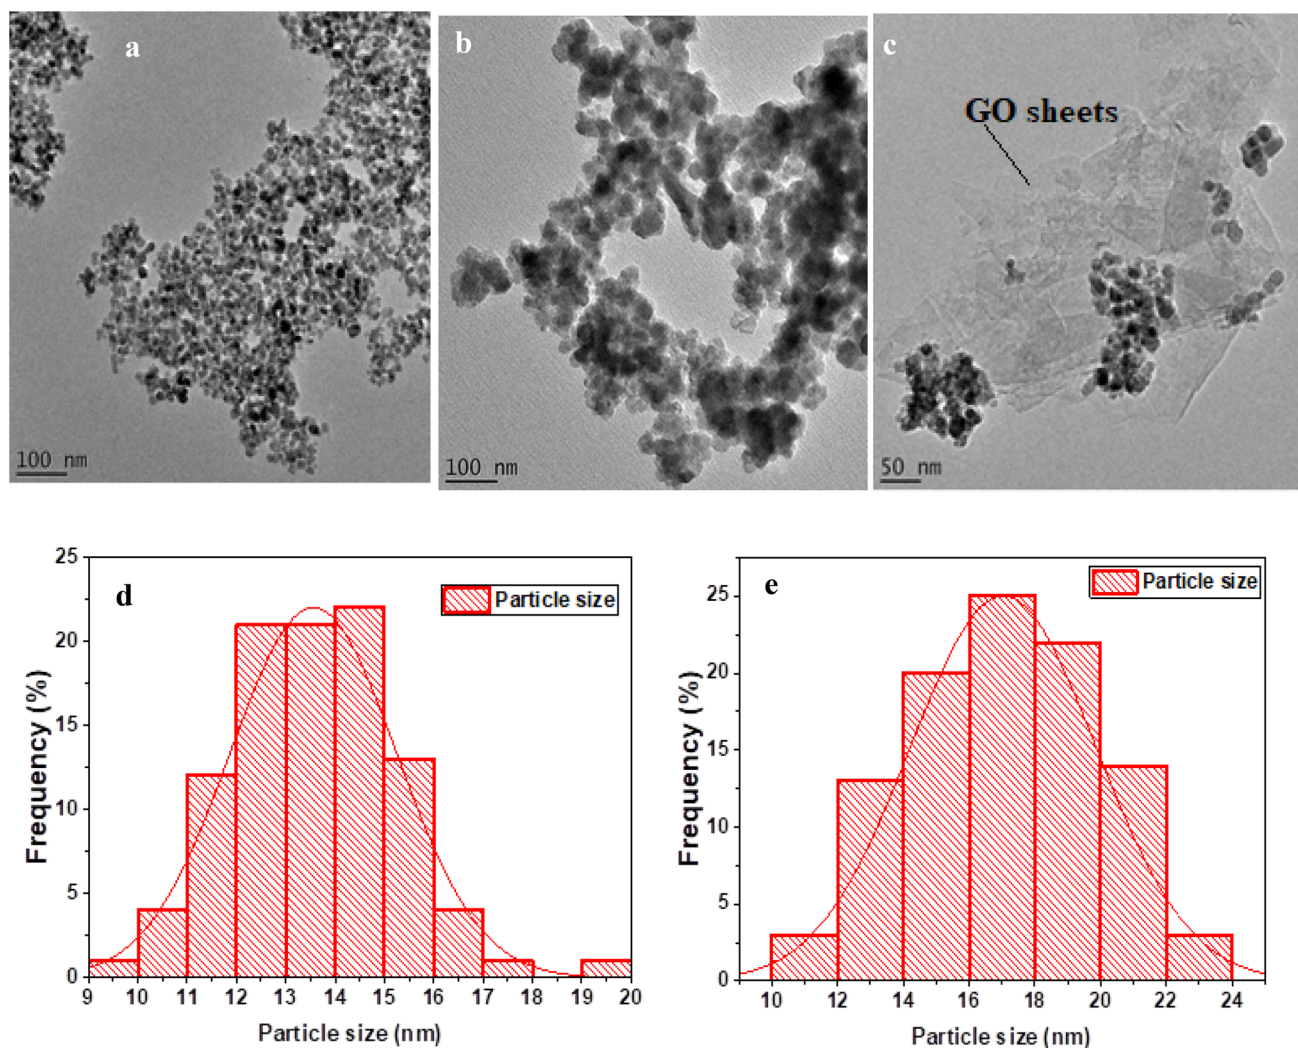 a
b
c
GO sheets
100 nm
100 nm
50 nm
d
Particle size
25
20
15
10
5
0
Frequency (%)
9 10 11 12 13 14 15 16 17 18 19 20
Particle size (nm)
e
Particle size
25
20
15
10
5
0
Frequency (%)
10 12 14 16 18 20 22 24
Particle size (nm)